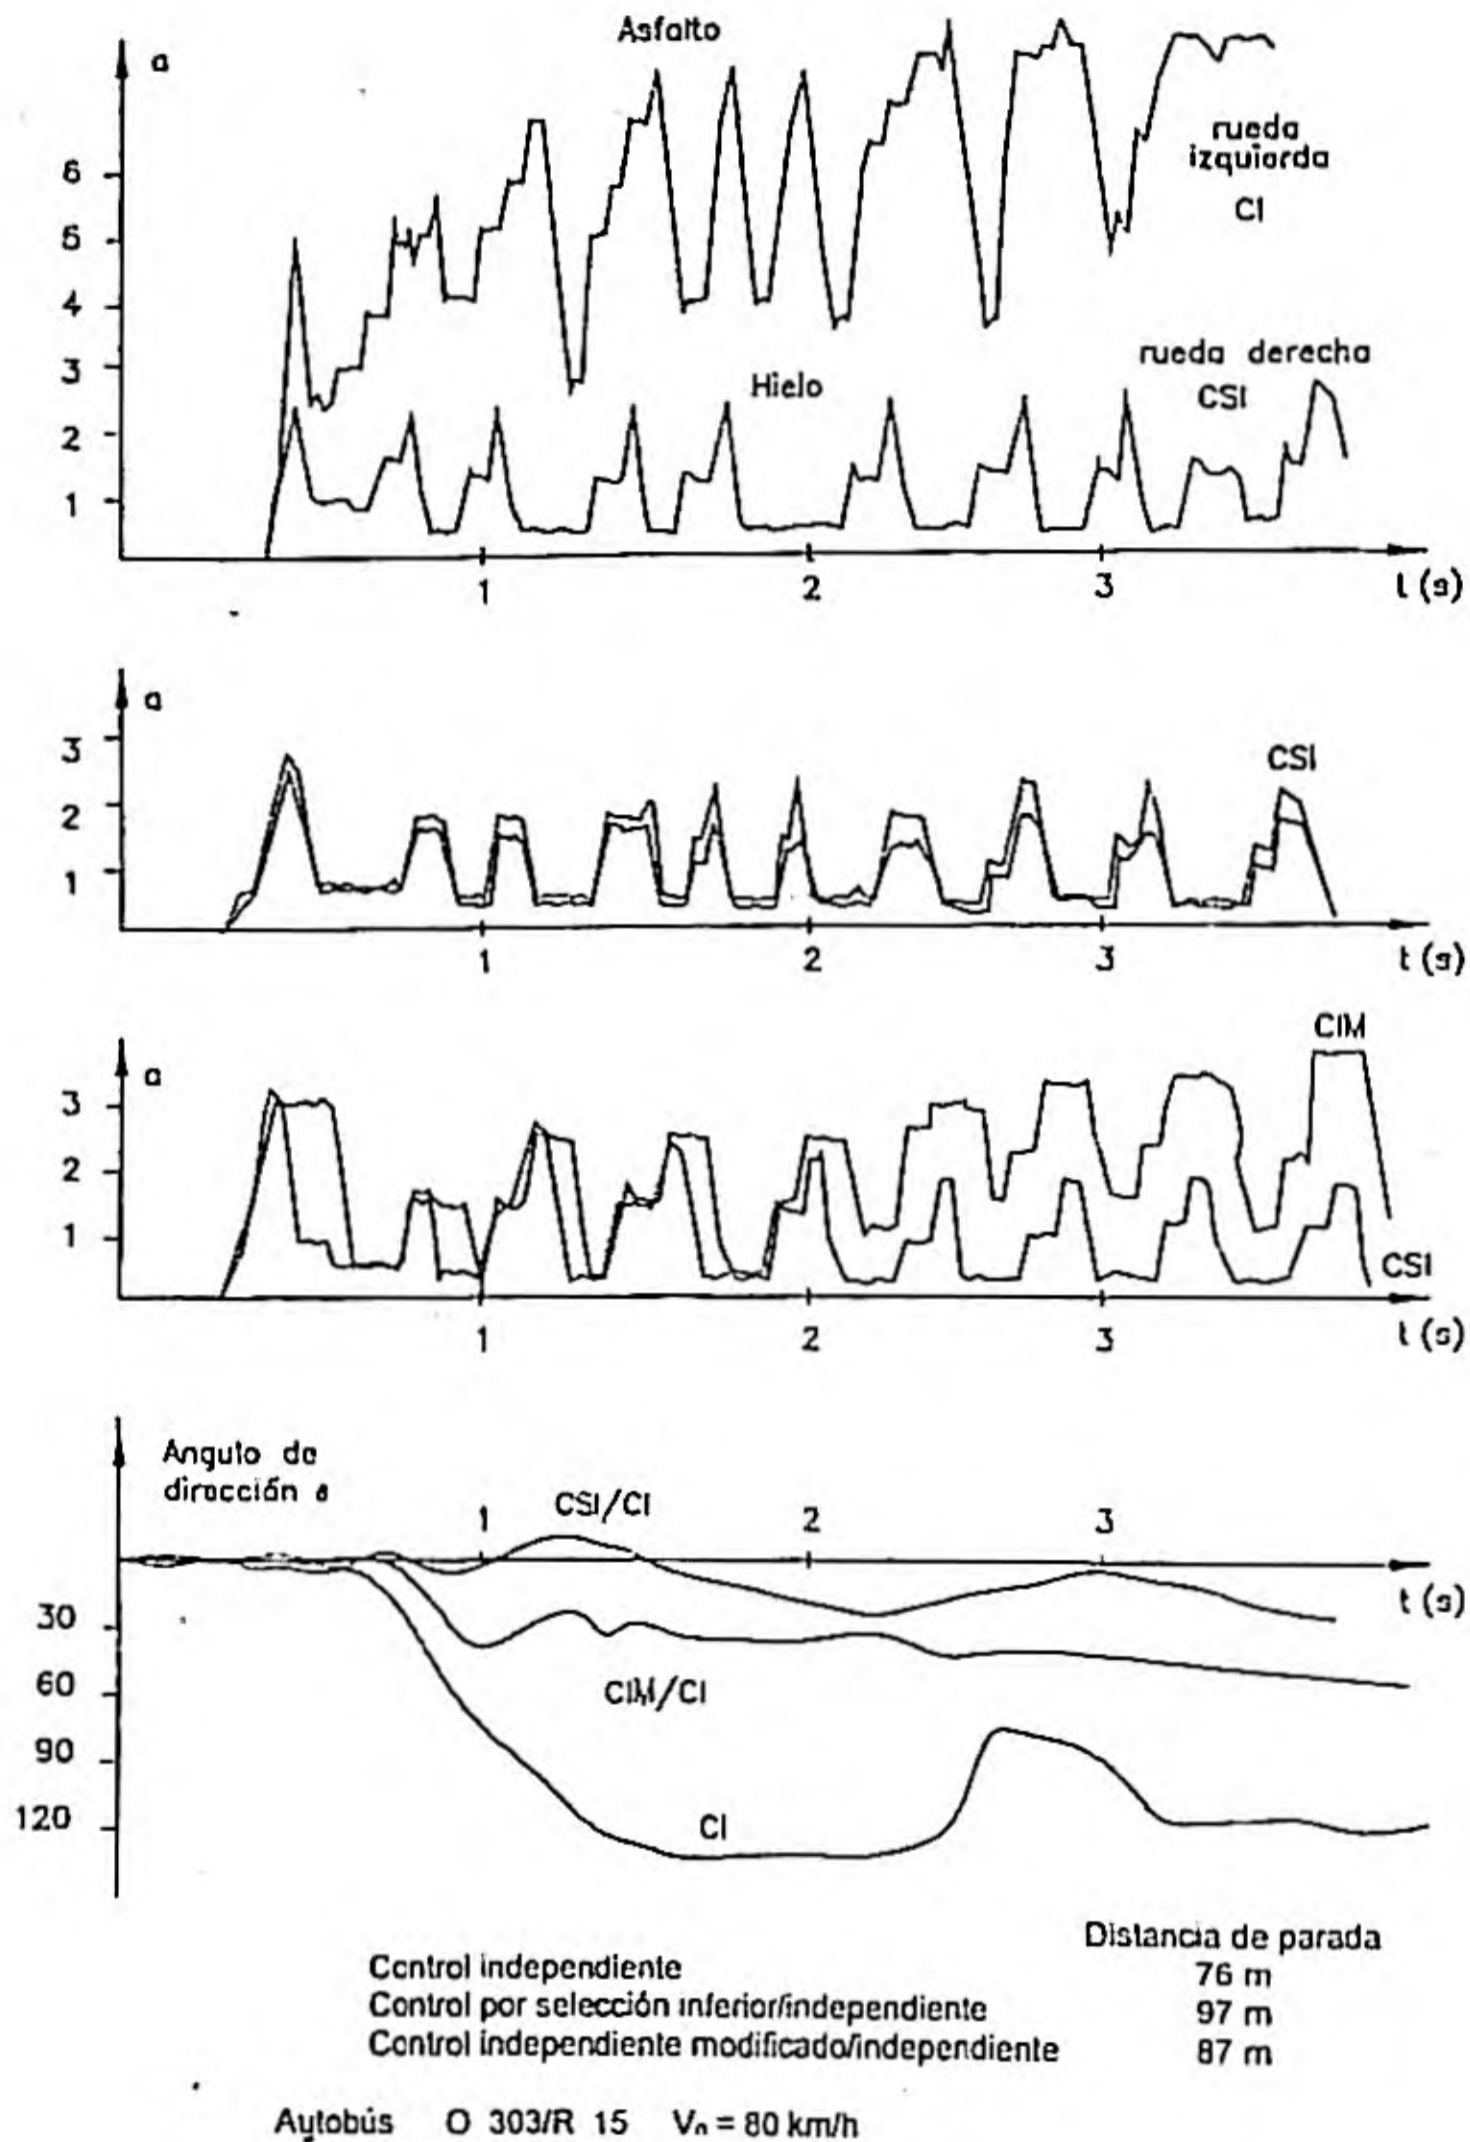 Asfalto
a
6
5
4
3
2
1
rueda
izquiorda
CI
rueda derecha
CSI
Hielo
1
2
3
t (s)
a
3
2
1
CSI
1
2
3
t (s)
a
3
2
1
CIM
CSI
1
2
3
t (s)
Angulo de
dirección
1
2
3
CSI/CI
t (s)
30
60
90
120
CIM/CI
CI
Distancia de parada
Control independiente 76 m
Control por selección inferior/independiente 97 m
Control independiente modificado/independiente 87 m
Autobús O 303/R 15 Vₙ = 80 km/h